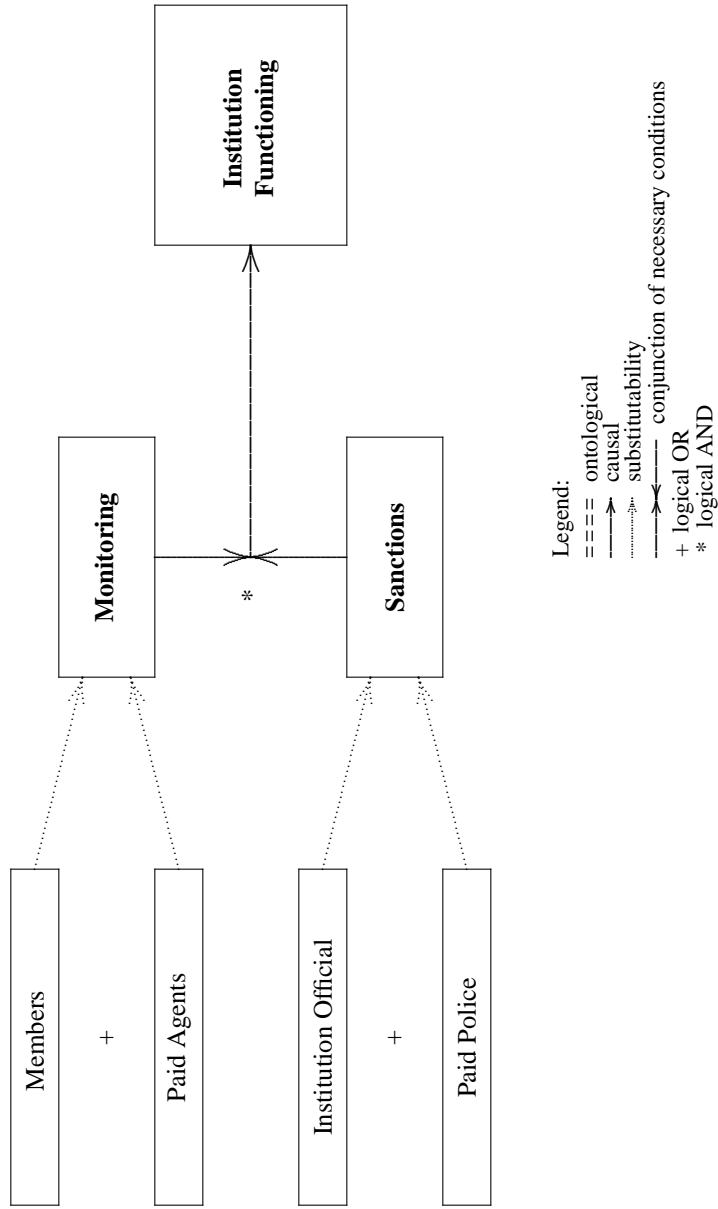 Members
+
Paid Agents
Institution Official
+
Paid Police
Monitoring
*
Sanctions
Institution
Functioning
Legend:
==== ontological
causal
substitutability
conjunction of necessary conditions
+ logical OR
* logical AND